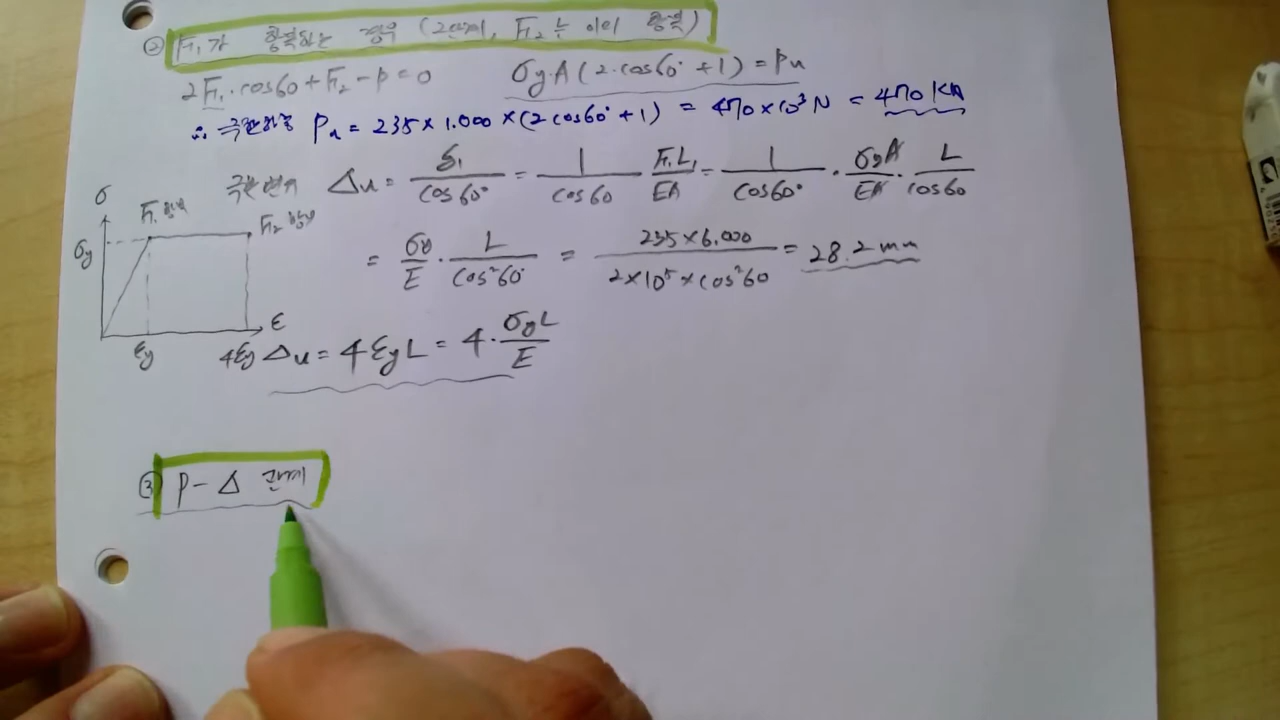 ② F₁가 항복하는 경우 (2단계, F₂는 이미 항복)
2F₁·cos60+F₂-p=0 σy·A(2·cos60°+1)=Pu
∴ 극한하중 Pu = 235×1.000×(2cos60°+1) = 470×10³N = 470 KN
극한변위 Δu = δ₁/cos60° = 1/cos60 · F₁L₁/EA = 1/cos60° · σyA/EA · L/cos60
= σy/E · L/cos²60° = 235×6.000/2×10⁵×cos²60 = 28.2mm
σ
F₁ 항복
F₂ 항복
σy
ε
εy
4εy
Δu = 4εyL = 4·σyL/E
③ P-Δ 관계